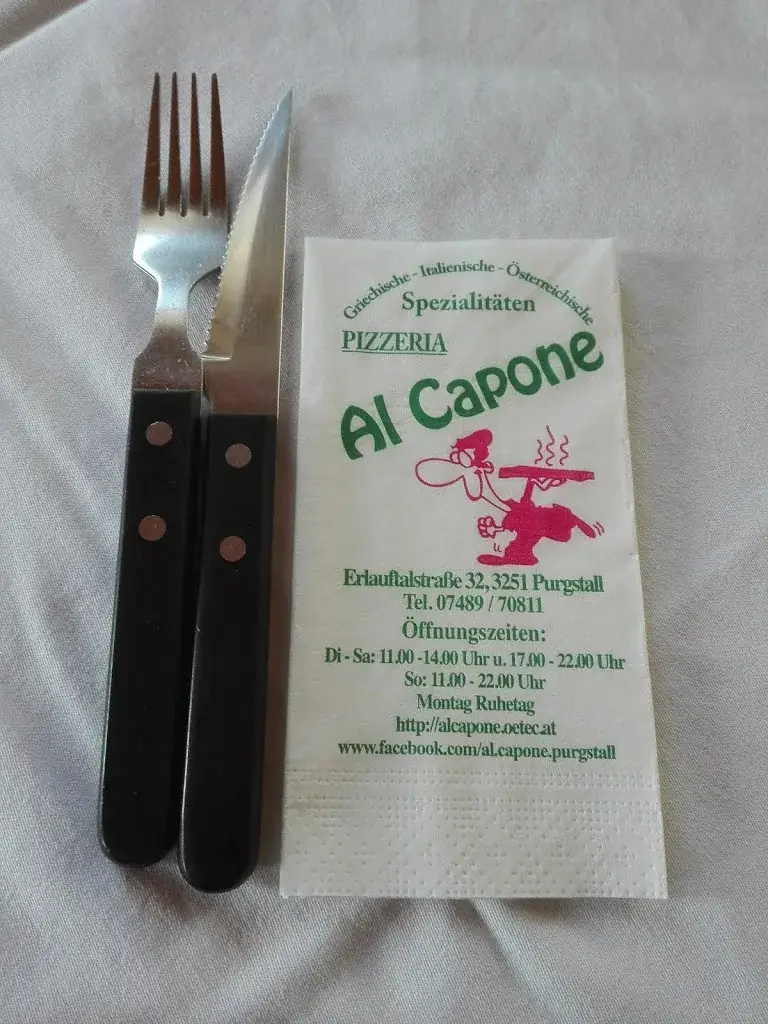 Griechische - Italienische - Österreichische
Spezialitäten
PIZZERIA
Al Capone
Erlauftalstraße 32, 3251 Purgstall
Tel. 07489 / 70811
Öffnungszeiten:
Di - Sa: 11.00 -14.00 Uhr u. 17.00 - 22.00 Uhr
So: 11.00 - 22.00 Uhr
Montag Ruhetag
http://alcapone.oetec.at
www.facebook.com/al.capone.purgstall